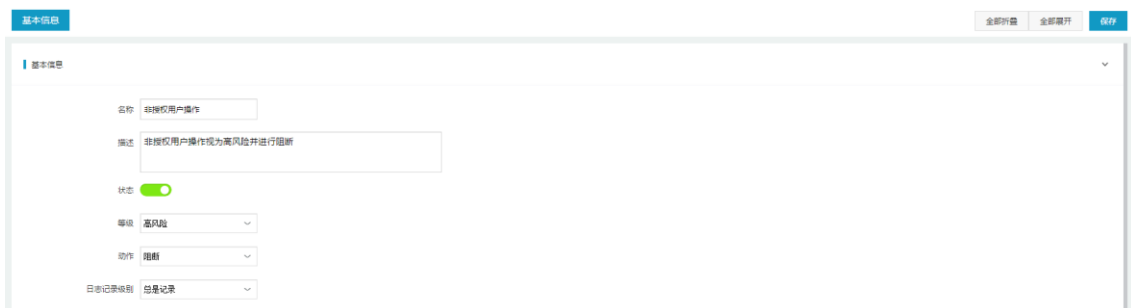 基本信息 全部折叠 全部展开 保存
基本信息
名称 非授权用户操作
描述 非授权用户操作视为高风险并进行阻断
状态
等级 高风险
动作 阻断
日志记录级别 总是记录